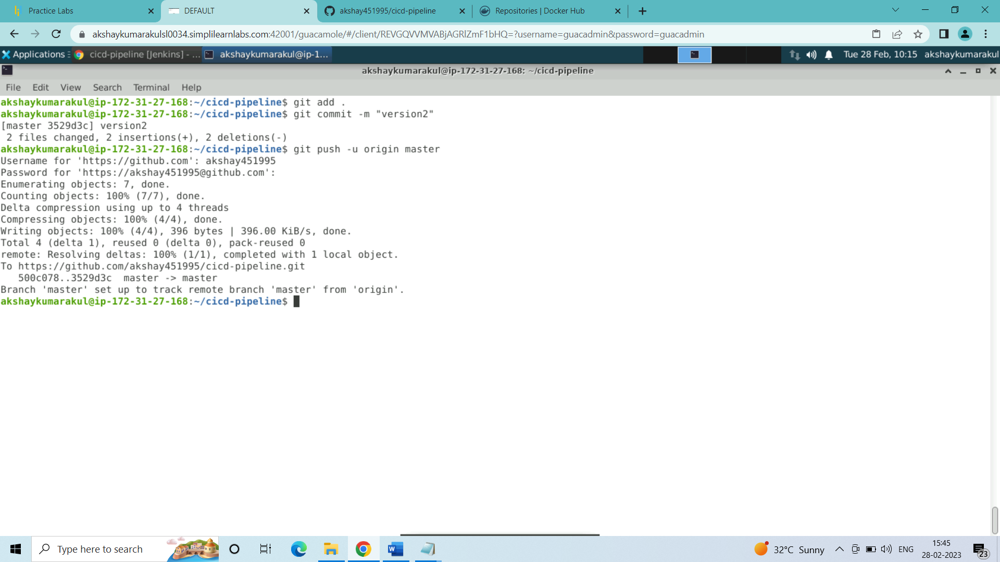 Practice Labs
DEFAULT
akshay451995/cicd-pipeline
Repositories | Docker Hub
akshaykumarakulsl0034.simplilearnlabs.com:42001/guacamole/#/client/REVGQVVMVABjAGRlZmF1bHQ=?username=guacadmin&password=guacadmin
Applications
cicd-pipeline [Jenkins] - ...
akshaykumarakul@ip-1...
Tue 28 Feb, 10:15
akshaykumarakul
akshaykumarakul@ip-172-31-27-168: ~/cicd-pipeline
File Edit View Search Terminal Help
akshaykumarakul@ip-172-31-27-168:~/cicd-pipeline$ git add .
akshaykumarakul@ip-172-31-27-168:~/cicd-pipeline$ git commit -m "version2"
[master 3529d3c] version2
2 files changed, 2 insertions(+), 2 deletions(-)
akshaykumarakul@ip-172-31-27-168:~/cicd-pipeline$ git push -u origin master
Username for 'https://github.com': akshay451995
Password for 'https://akshay451995@github.com':
Enumerating objects: 7, done.
Counting objects: 100% (7/7), done.
Delta compression using up to 4 threads
Compressing objects: 100% (4/4), done.
Writing objects: 100% (4/4), 396 bytes | 396.00 KiB/s, done.
Total 4 (delta 1), reused 0 (delta 0), pack-reused 0
remote: Resolving deltas: 100% (1/1), completed with 1 local object.
To https://github.com/akshay451995/cicd-pipeline.git
500c078..3529d3c master -> master
Branch 'master' set up to track remote branch 'master' from 'origin'.
akshaykumarakul@ip-172-31-27-168:~/cicd-pipeline$
Type here to search
32°C Sunny
ENG
15:45
28-02-2023
23